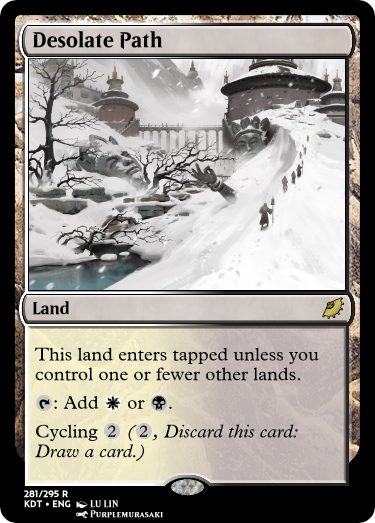 Desolate Path
Land
This land enters tapped unless you
control one or fewer other lands.
: Add or .
Cycling 2 (2, Discard this card:
Draw a card.)
281/295 R
KDT • ENG LU LIN
PURPLEMURASAKI